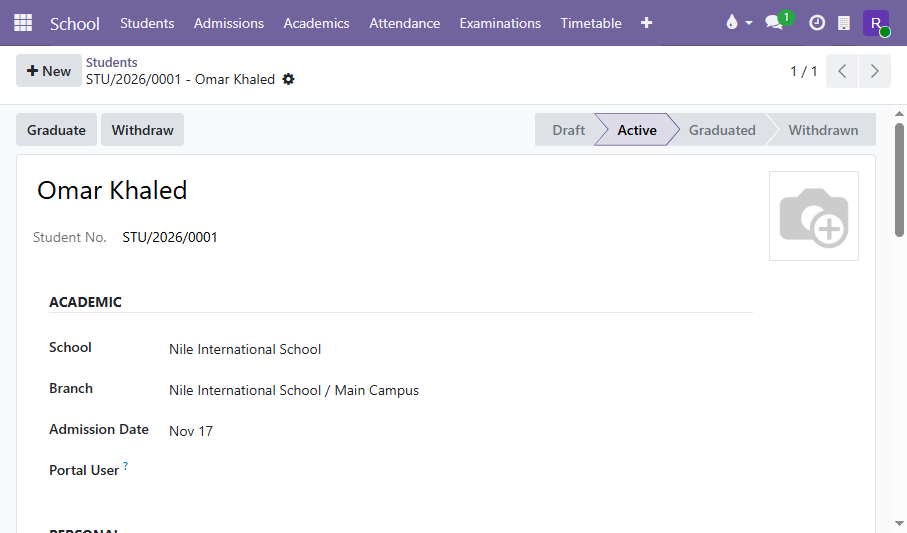 School Students Admissions Academics Attendance Examinations Timetable
1
R
New
Students
STU/2026/0001 - Omar Khaled
1 / 1
Graduate Withdraw
Draft Active Graduated Withdrawn
Omar Khaled
Student No. STU/2026/0001
ACADEMIC
School Nile International School
Branch Nile International School / Main Campus
Admission Date Nov 17
Portal User ?
PERSONAL